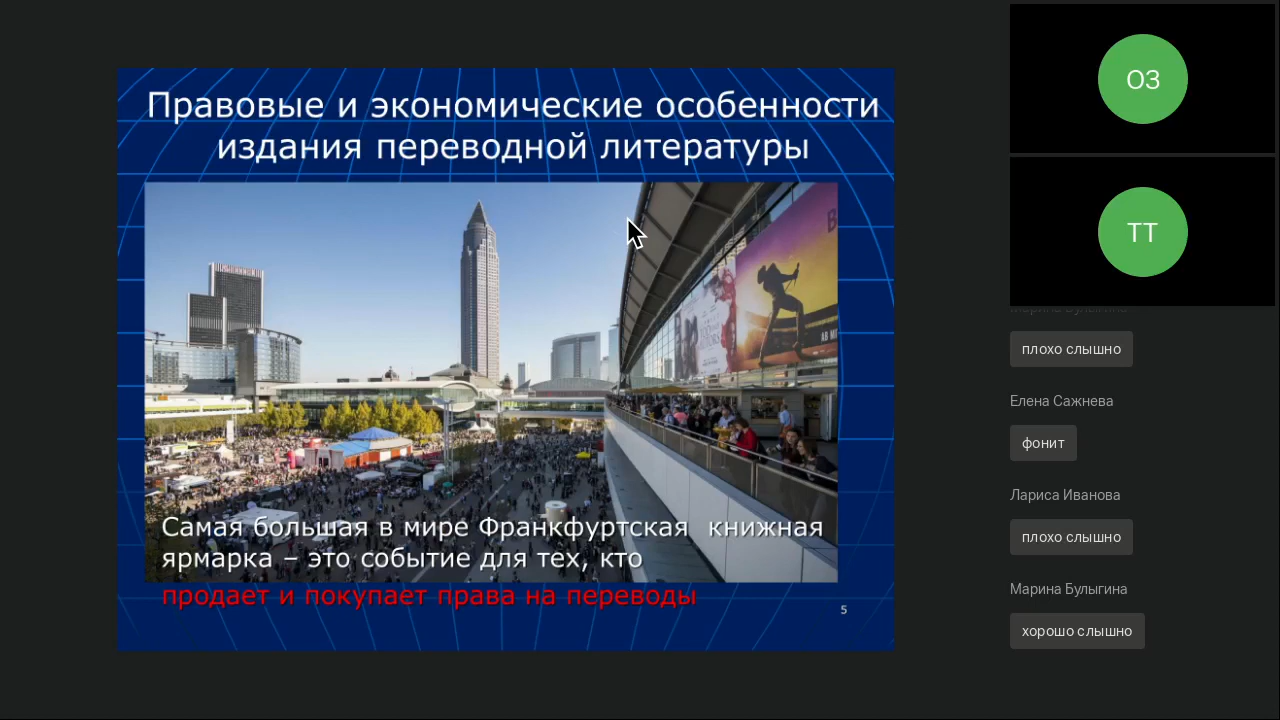 Правовые и экономические особенности
издания переводной литературы
Самая большая в мире Франкфуртская книжная
ярмарка – это событие для тех, кто
продает и покупает права на переводы
5
ОЗ
ТТ
плохо слышно
Елена Сажнева
фонит
Лариса Иванова
плохо слышно
Марина Булыгина
хорошо слышно